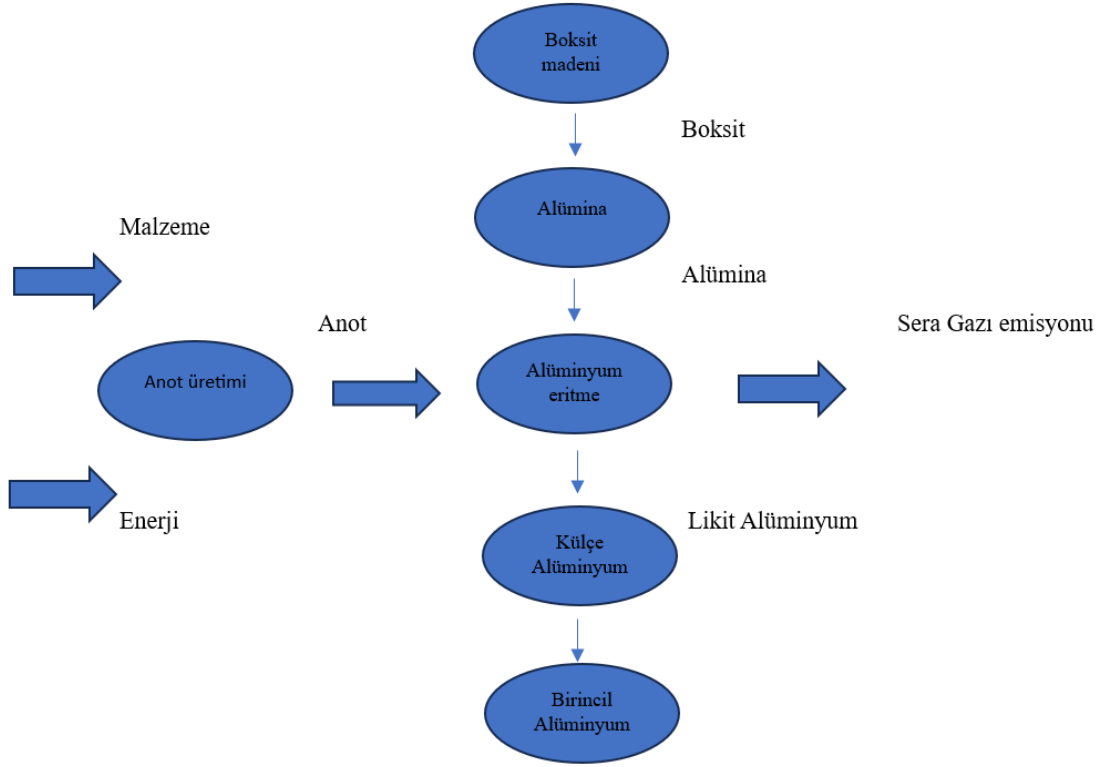 Boksit
madeni
Boksit
Alümina
Malzeme
Alümina
Anot
Sera Gazı emisyonu
Anot üretimi
Alüminyum
eritme
Enerji
Likit Alüminyum
Külçe
Alüminyum
Birincil
Alüminyum